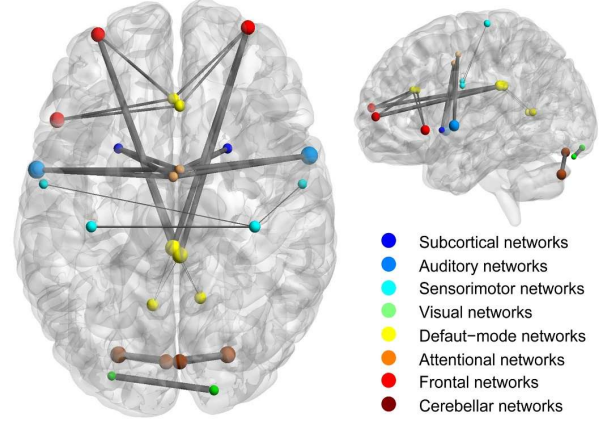 Subcortical networks
Auditory networks
Sensorimotor networks
Visual networks
Defaut−mode networks
Attentional networks
Frontal networks
Cerebellar networks